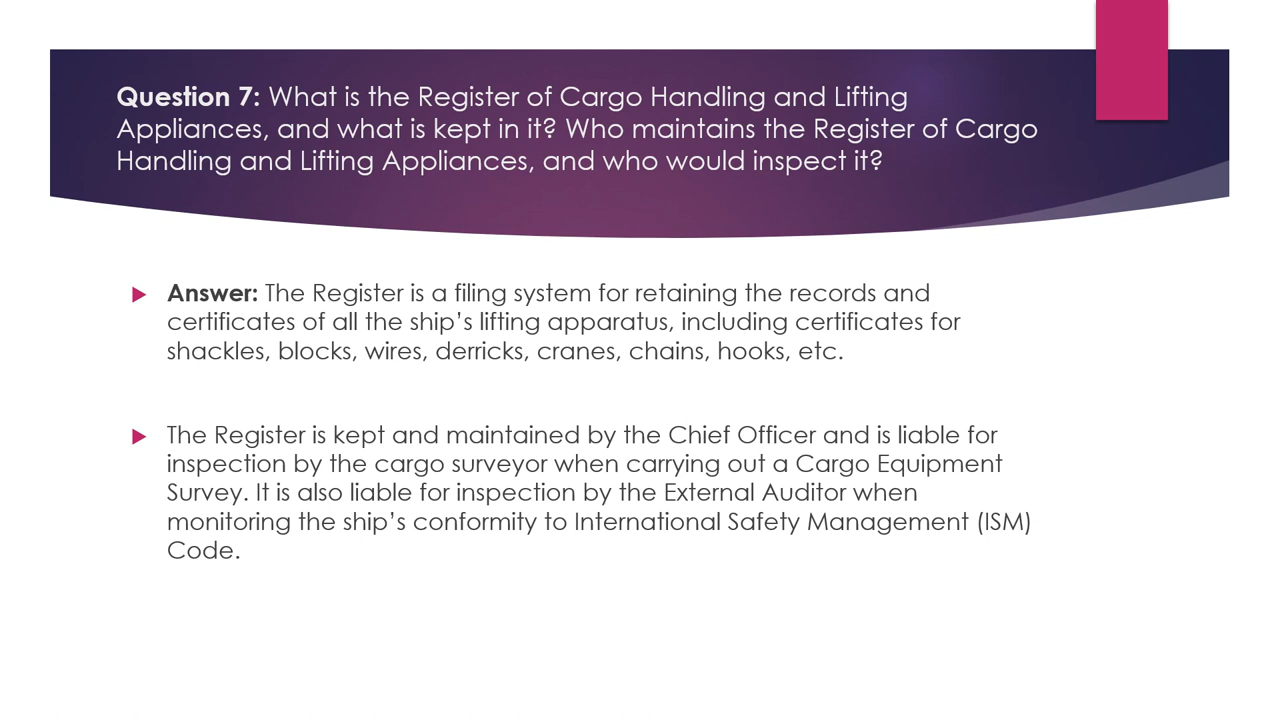 Question 7: What is the Register of Cargo Handling and Lifting
Appliances, and what is kept in it? Who maintains the Register of Cargo
Handling and Lifting Appliances, and who would inspect it?
Answer: The Register is a filing system for retaining the records and
certificates of all the ship's lifting apparatus, including certificates for
shackles, blocks, wires, derricks, cranes, chains, hooks, etc.
The Register is kept and maintained by the Chief Officer and is liable for
inspection by the cargo surveyor when carrying out a Cargo Equipment
Survey. It is also liable for inspection by the External Auditor when
monitoring the ship's conformity to International Safety Management (ISM)
Code.